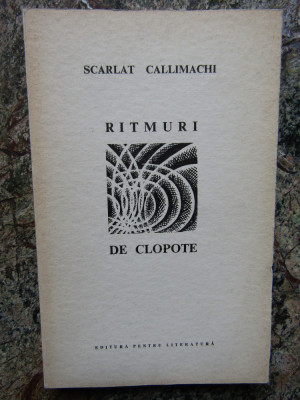 SCARLAT CALLIMACHI
RITMURI
DE CLOPOTE
EDITURA PENTRU LITERATURĂ